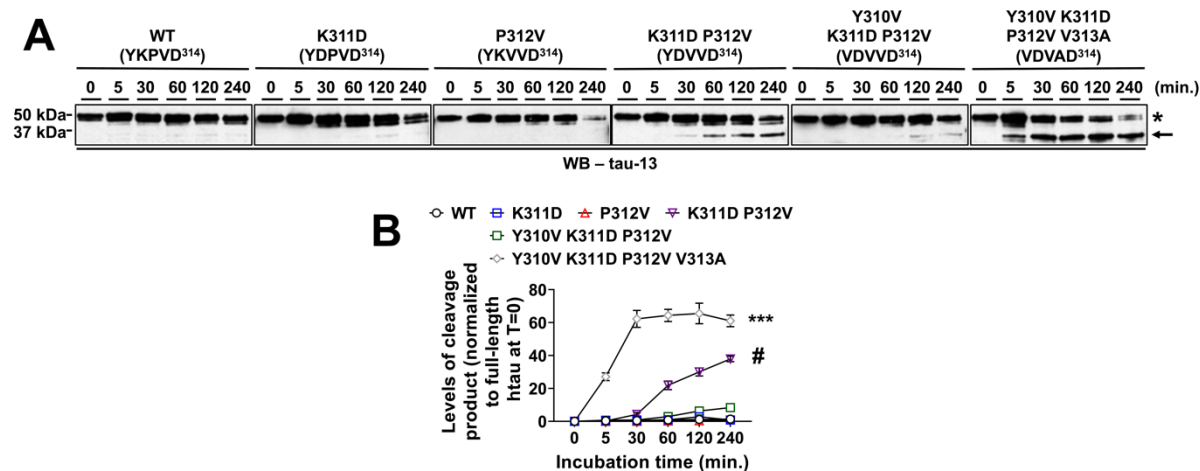 A
WT
(YKPVD³¹⁴)
K311D
(YDPVD³¹⁴)
P312V
(YKVVD³¹⁴)
K311D P312V
(YDVVD³¹⁴)
Y310V
K311D P312V
(VDVVD³¹⁴)
Y310V K311D
P312V V313A
(VDVAD³¹⁴)
0 5 30 60 120 240 0 5 30 60 120 240 0 5 30 60 120 240 0 5 30 60 120 240 0 5 30 60 120 240 0 5 30 60 120 240 (min.)
50 kDa-
37 kDa-
*
WB – tau-13
B
WT K311D P312V K311D P312V
Y310V K311D P312V
Y310V K311D P312V V313A
Levels of cleavage
product (normalized
to full-length
htau at T=0)
80
60
40
20
0
***
#
0 5 30 60 120 240
Incubation time (min.)